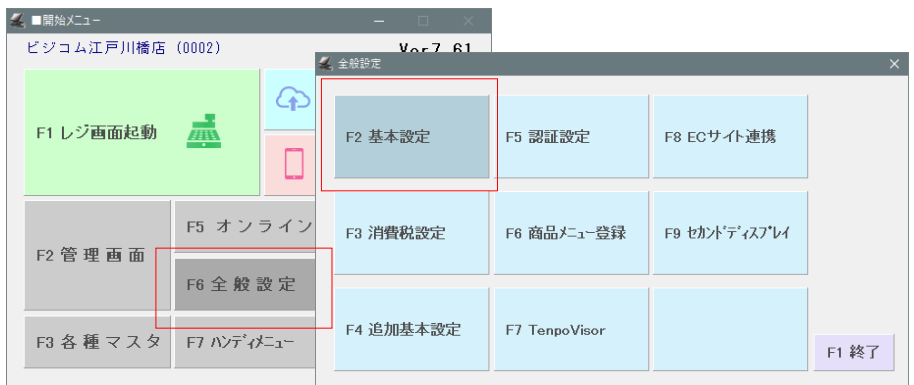 ■開始メニュー
ビジコム江戸川橋店 (0002)
Ver7.61
F1 レジ画面起動
F2 管 理 画 面
F5 オ ン ラ イ ン
F6 全 般 設 定
F3 各 種 マ ス タ
F7 ﾊﾝﾃﾞｨﾒﾆｭｰ
全般設定
F2 基本設定
F5 認証設定
F8 ECサイト連携
F3 消費税設定
F6 商品ﾒﾆｭｰ登録
F9 ｾｶﾝﾄﾞﾃﾞｨｽﾌﾟﾚｲ
F4 追加基本設定
F7 TenpoVisor
F1 終了